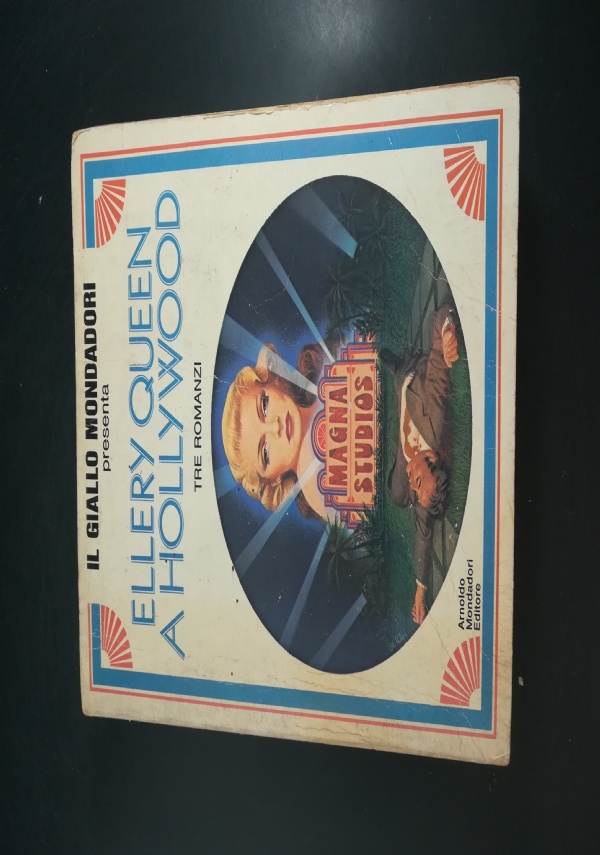 IL GIALLO MONDADORI
presenta
ELLERY QUEEN
A HOLLYWOOD
TRE ROMANZI
MAGNA
STUDIOS
Arnoldo
Mondadori
Editore